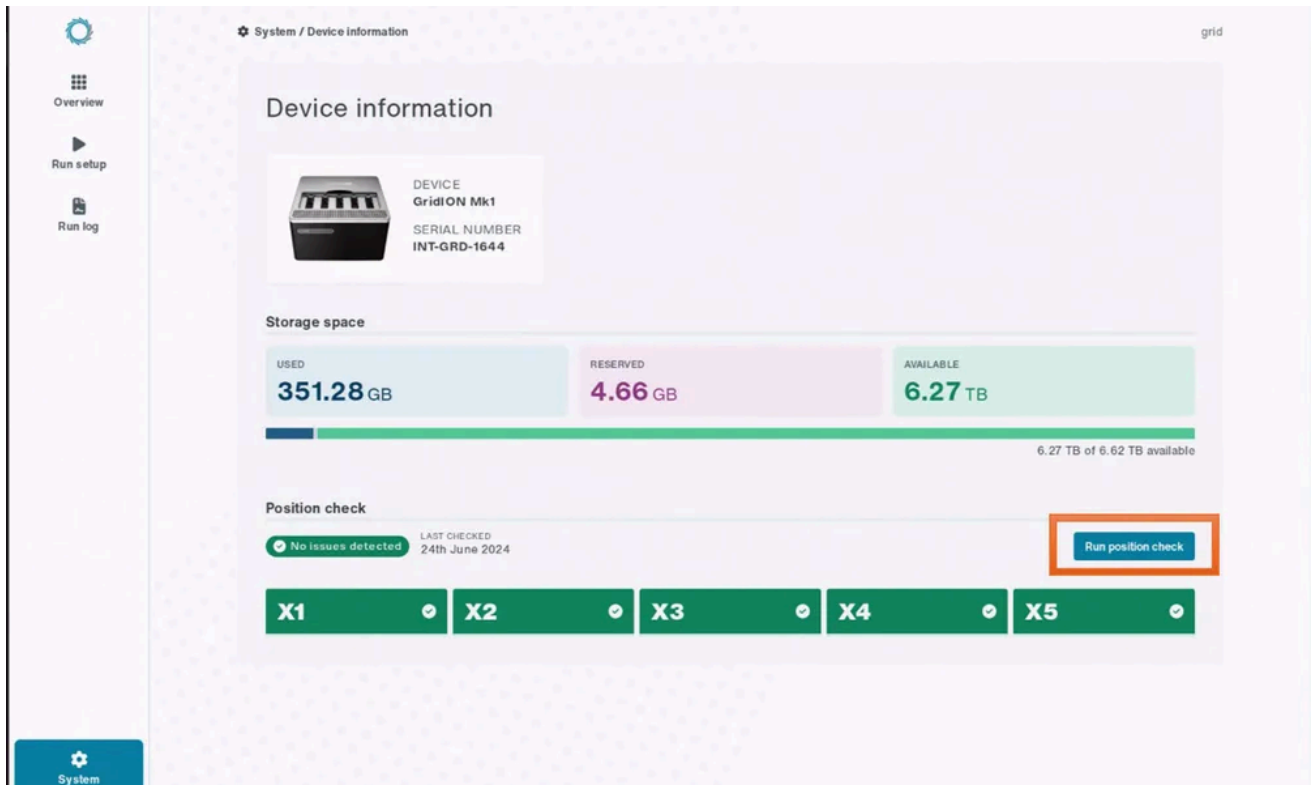 System / Device information
grid
Overview
Run setup
Run log
Device information
DEVICE
GridION Mk1
SERIAL NUMBER
INT-GRD-1644
Storage space
USED
351.28 GB
RESERVED
4.66 GB
AVAILABLE
6.27 TB
6.27 TB of 6.62 TB available
Position check
No issues detected
LAST CHECKED
24th June 2024
Run position check
X1
X2
X3
X4
X5
System